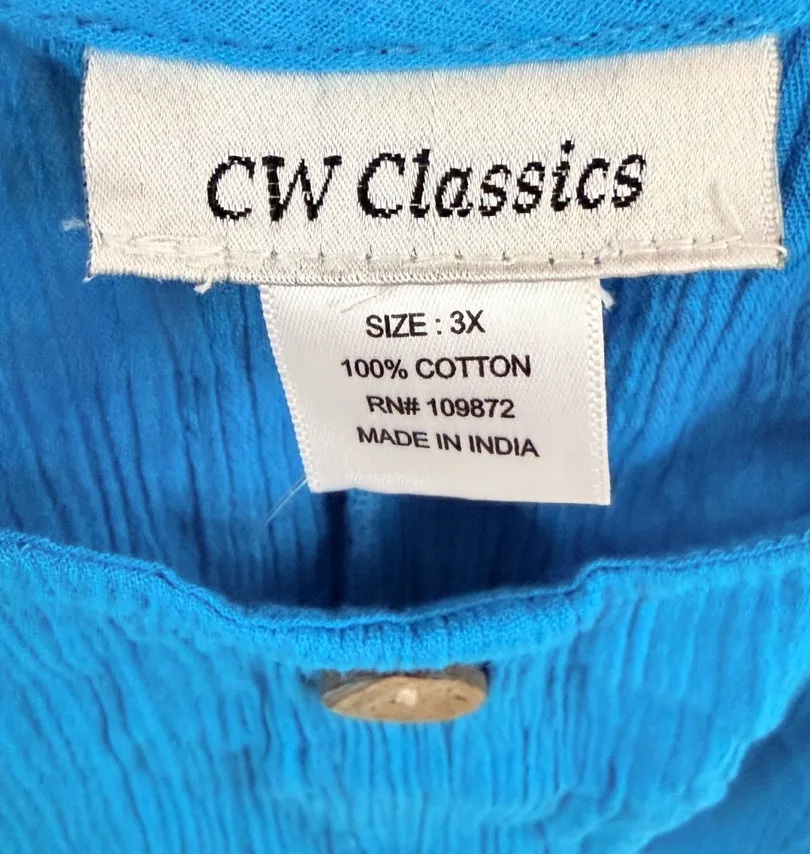 CW Classics
SIZE : 3X
100% COTTON
RN# 109872
MADE IN INDIA